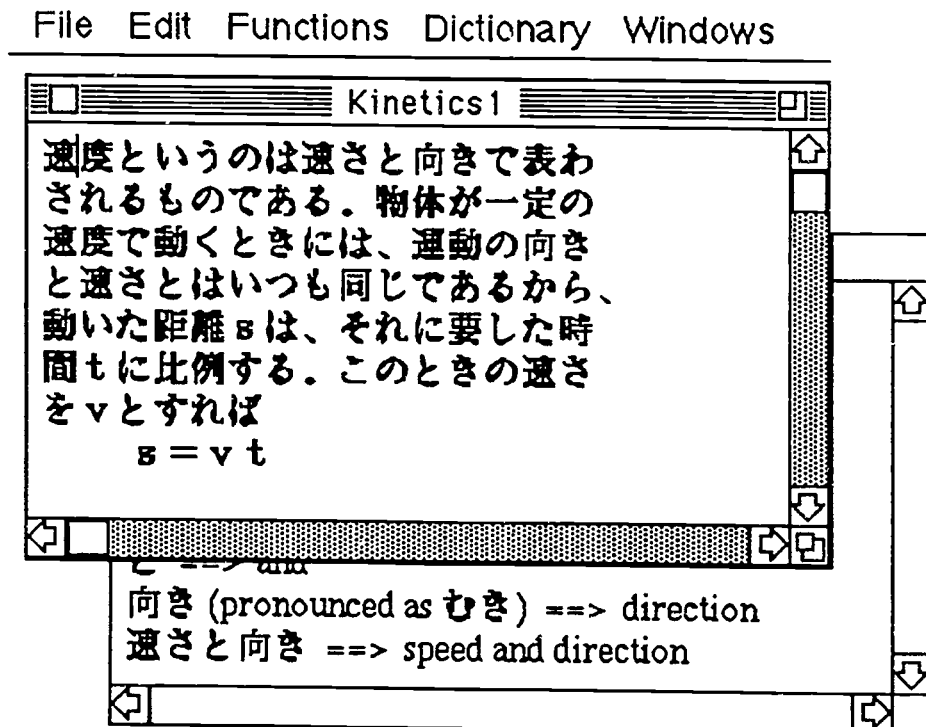 File Edit Functions Dictionary Windows
Kinetics1
速度というのは速さと向きで表わ
されるものである．物体が一定の
速度で動くときには、運動の向き
と速さとはいつも同じであるから、
動いた距離ｓは、それに要した時
間ｔに比例する．このときの速さ
をｖとすれば
ｓ＝ｖｔ
と ==> and
向き (pronounced as むき) ==> direction
速さと向き ==> speed and direction